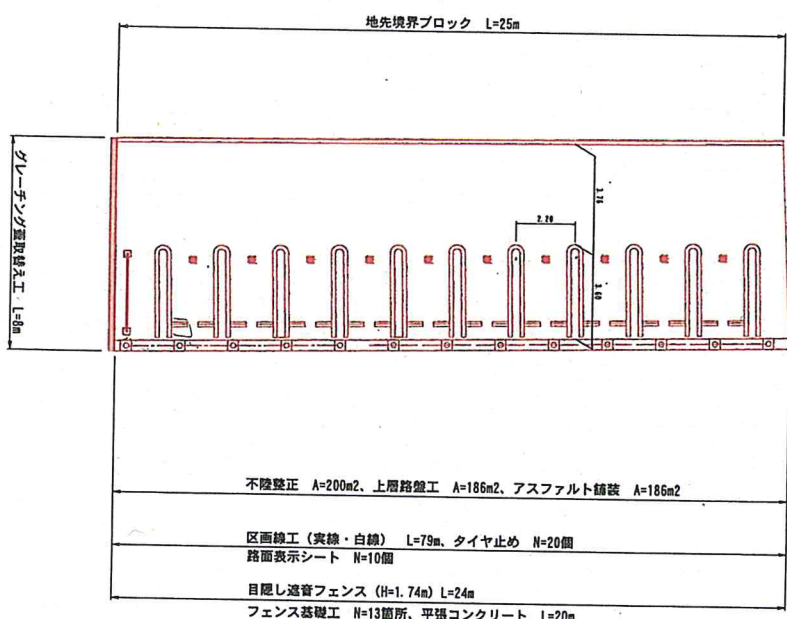 地先境界ブロック L=25m
グレーチング蓋取替え工 L=8m
3.75
2.20
3.60
不陸整正 A=200m2、上層路盤工 A=186m2、アスファルト舗装 A=186m2
区画線工（実線・白線） L=79m、タイヤ止め N=20個
路面表示シート N=10個
目隠し遮音フェンス（H=1.74m）L=24m
フェンス基礎工 N=13箇所、平張コンクリート L=20m